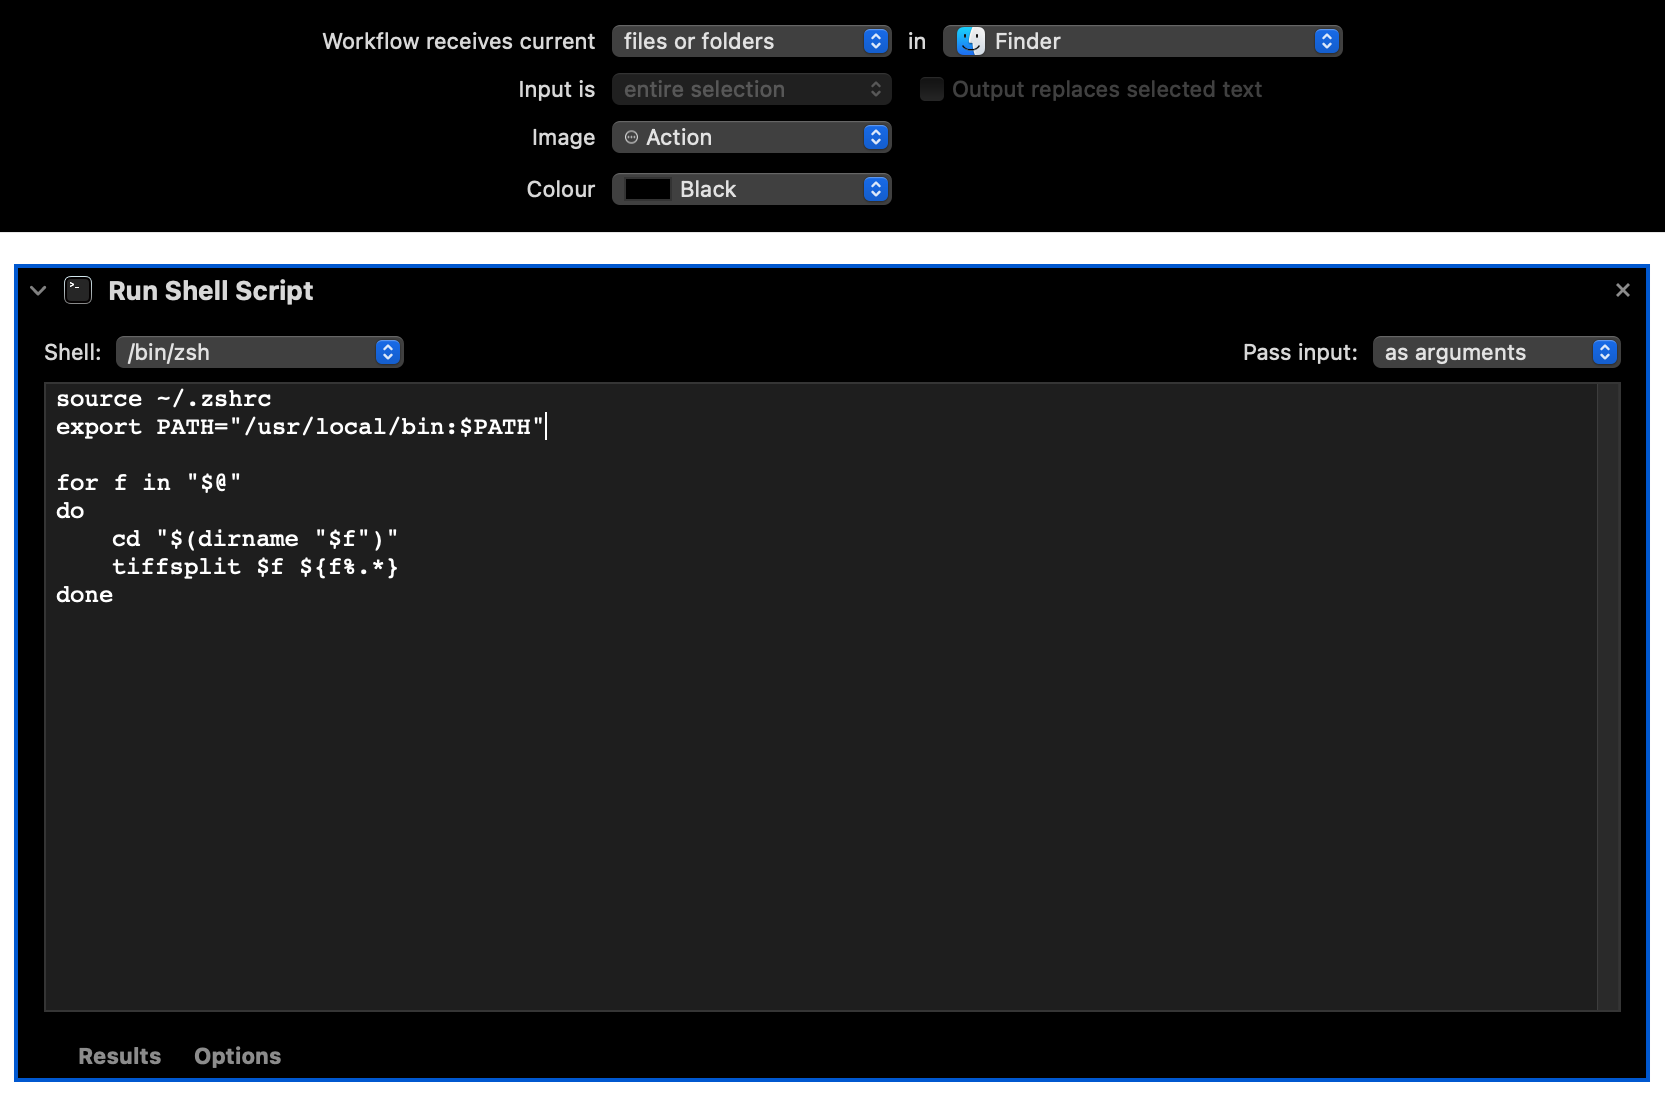 Workflow receives current files or folders in Finder
Input is entire selection Output replaces selected text
Image Action
Colour Black
Run Shell Script
Shell: /bin/zsh Pass input: as arguments
source ~/.zshrc
export PATH="/usr/local/bin:$PATH"
for f in "$@"
do
    cd "$(dirname "$f")"
    tiffsplit $f ${f%.*}
done
Results Options